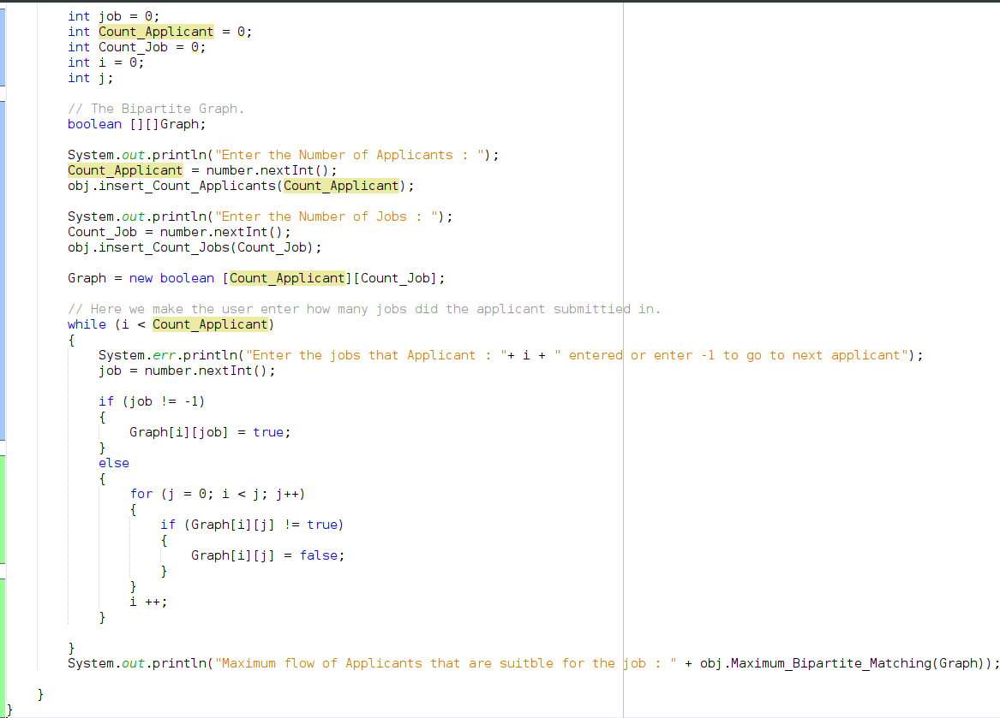 int job = 0;
int Count_Applicant = 0;
int Count_Job = 0;
int i = 0;
int j;
// The Bipartite Graph.
boolean [][]Graph;
System.out.println("Enter the Number of Applicants : ");
Count_Applicant = number.nextInt();
obj.insert_Count_Applicants(Count_Applicant);
System.out.println("Enter the Number of Jobs : ");
Count_Job = number.nextInt();
obj.insert_Count_Jobs(Count_Job);
Graph = new boolean [Count_Applicant][Count_Job];
// Here we make the user enter how many jobs did the applicant submittied in.
while (i < Count_Applicant)
{
System.err.println("Enter the jobs that Applicant : "+ i + " entered or enter -1 to go to next applicant");
job = number.nextInt();
if (job != -1)
{
Graph[i][job] = true;
}
else
{
for (j = 0; i < j; j++)
{
if (Graph[i][j] != true)
{
Graph[i][j] = false;
}
}
i ++;
}
}
System.out.println("Maximum flow of Applicants that are suitble for the job : " + obj.Maximum_Bipartite_Matching(Graph));
}
}